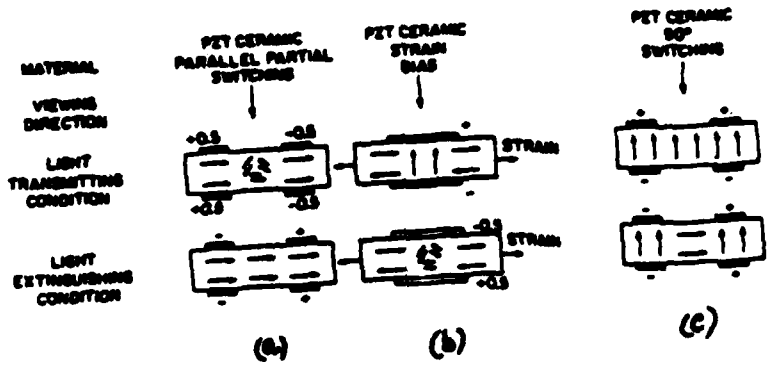 MATERIAL
VIEWING
DIRECTION
LIGHT
TRANSMITTING
CONDITION
LIGHT
EXTINGUISHING
CONDITION
PZT CERAMIC
PARALLEL PARTIAL
SWITCHING
+0.5 -0.5
+0.5 -0.5
- +
- +
(a)
PZT CERAMIC
STRAIN
BIAS
+
STRAIN
-
-0.5
STRAIN
+0.5
(b)
PZT CERAMIC
90°
SWITCHING
+ +
- -
- +
- +
(c)